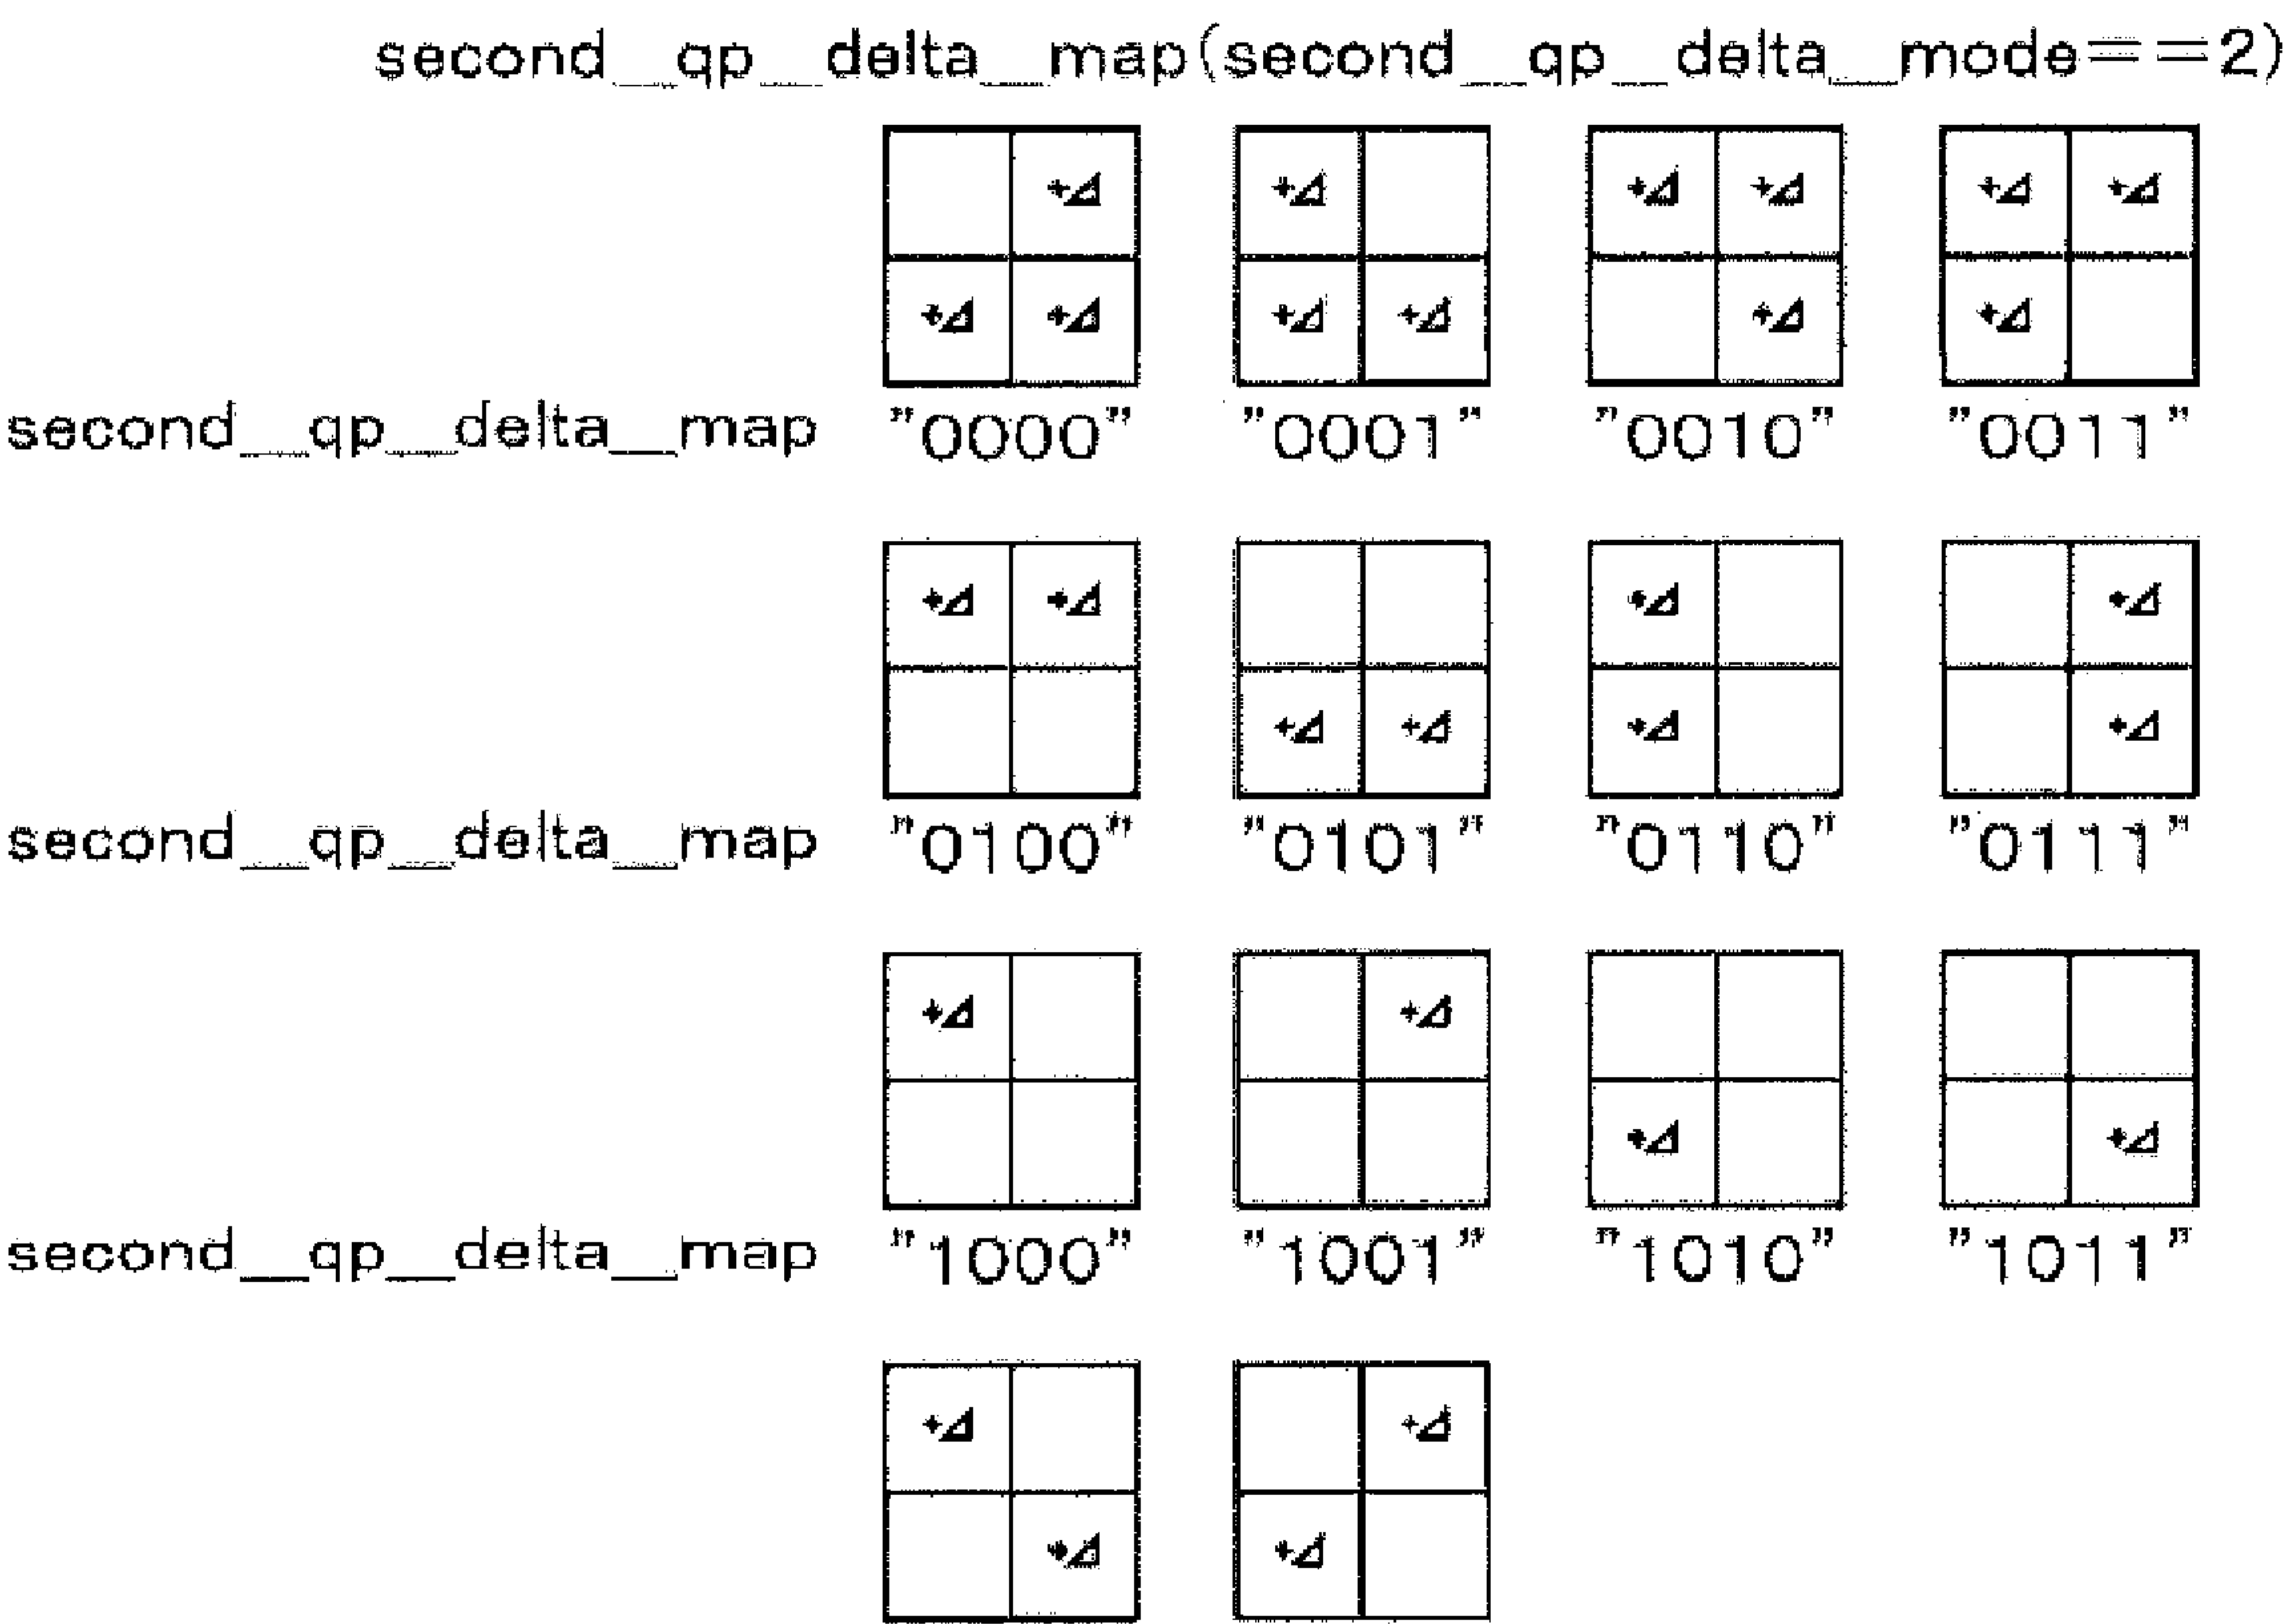 second_qp_delta_map(second_qp_delta_mode==2)
+⊿
+⊿ +⊿
+⊿ +⊿
+⊿ +⊿ +⊿ +⊿ +⊿
+⊿ +⊿ +⊿ +⊿ +⊿ +⊿ +⊿
second_qp_delta_map "0000" "0001" "0010" "0011"
+⊿ +⊿ +⊿ +⊿
+⊿ +⊿ +⊿ +⊿
second_qp_delta_map "0100" "0101" "0110" "0111"
+⊿ +⊿
+⊿ +⊿
second_qp_delta_map "1000" "1001" "1010" "1011"
+⊿ +⊿
+⊿ +⊿